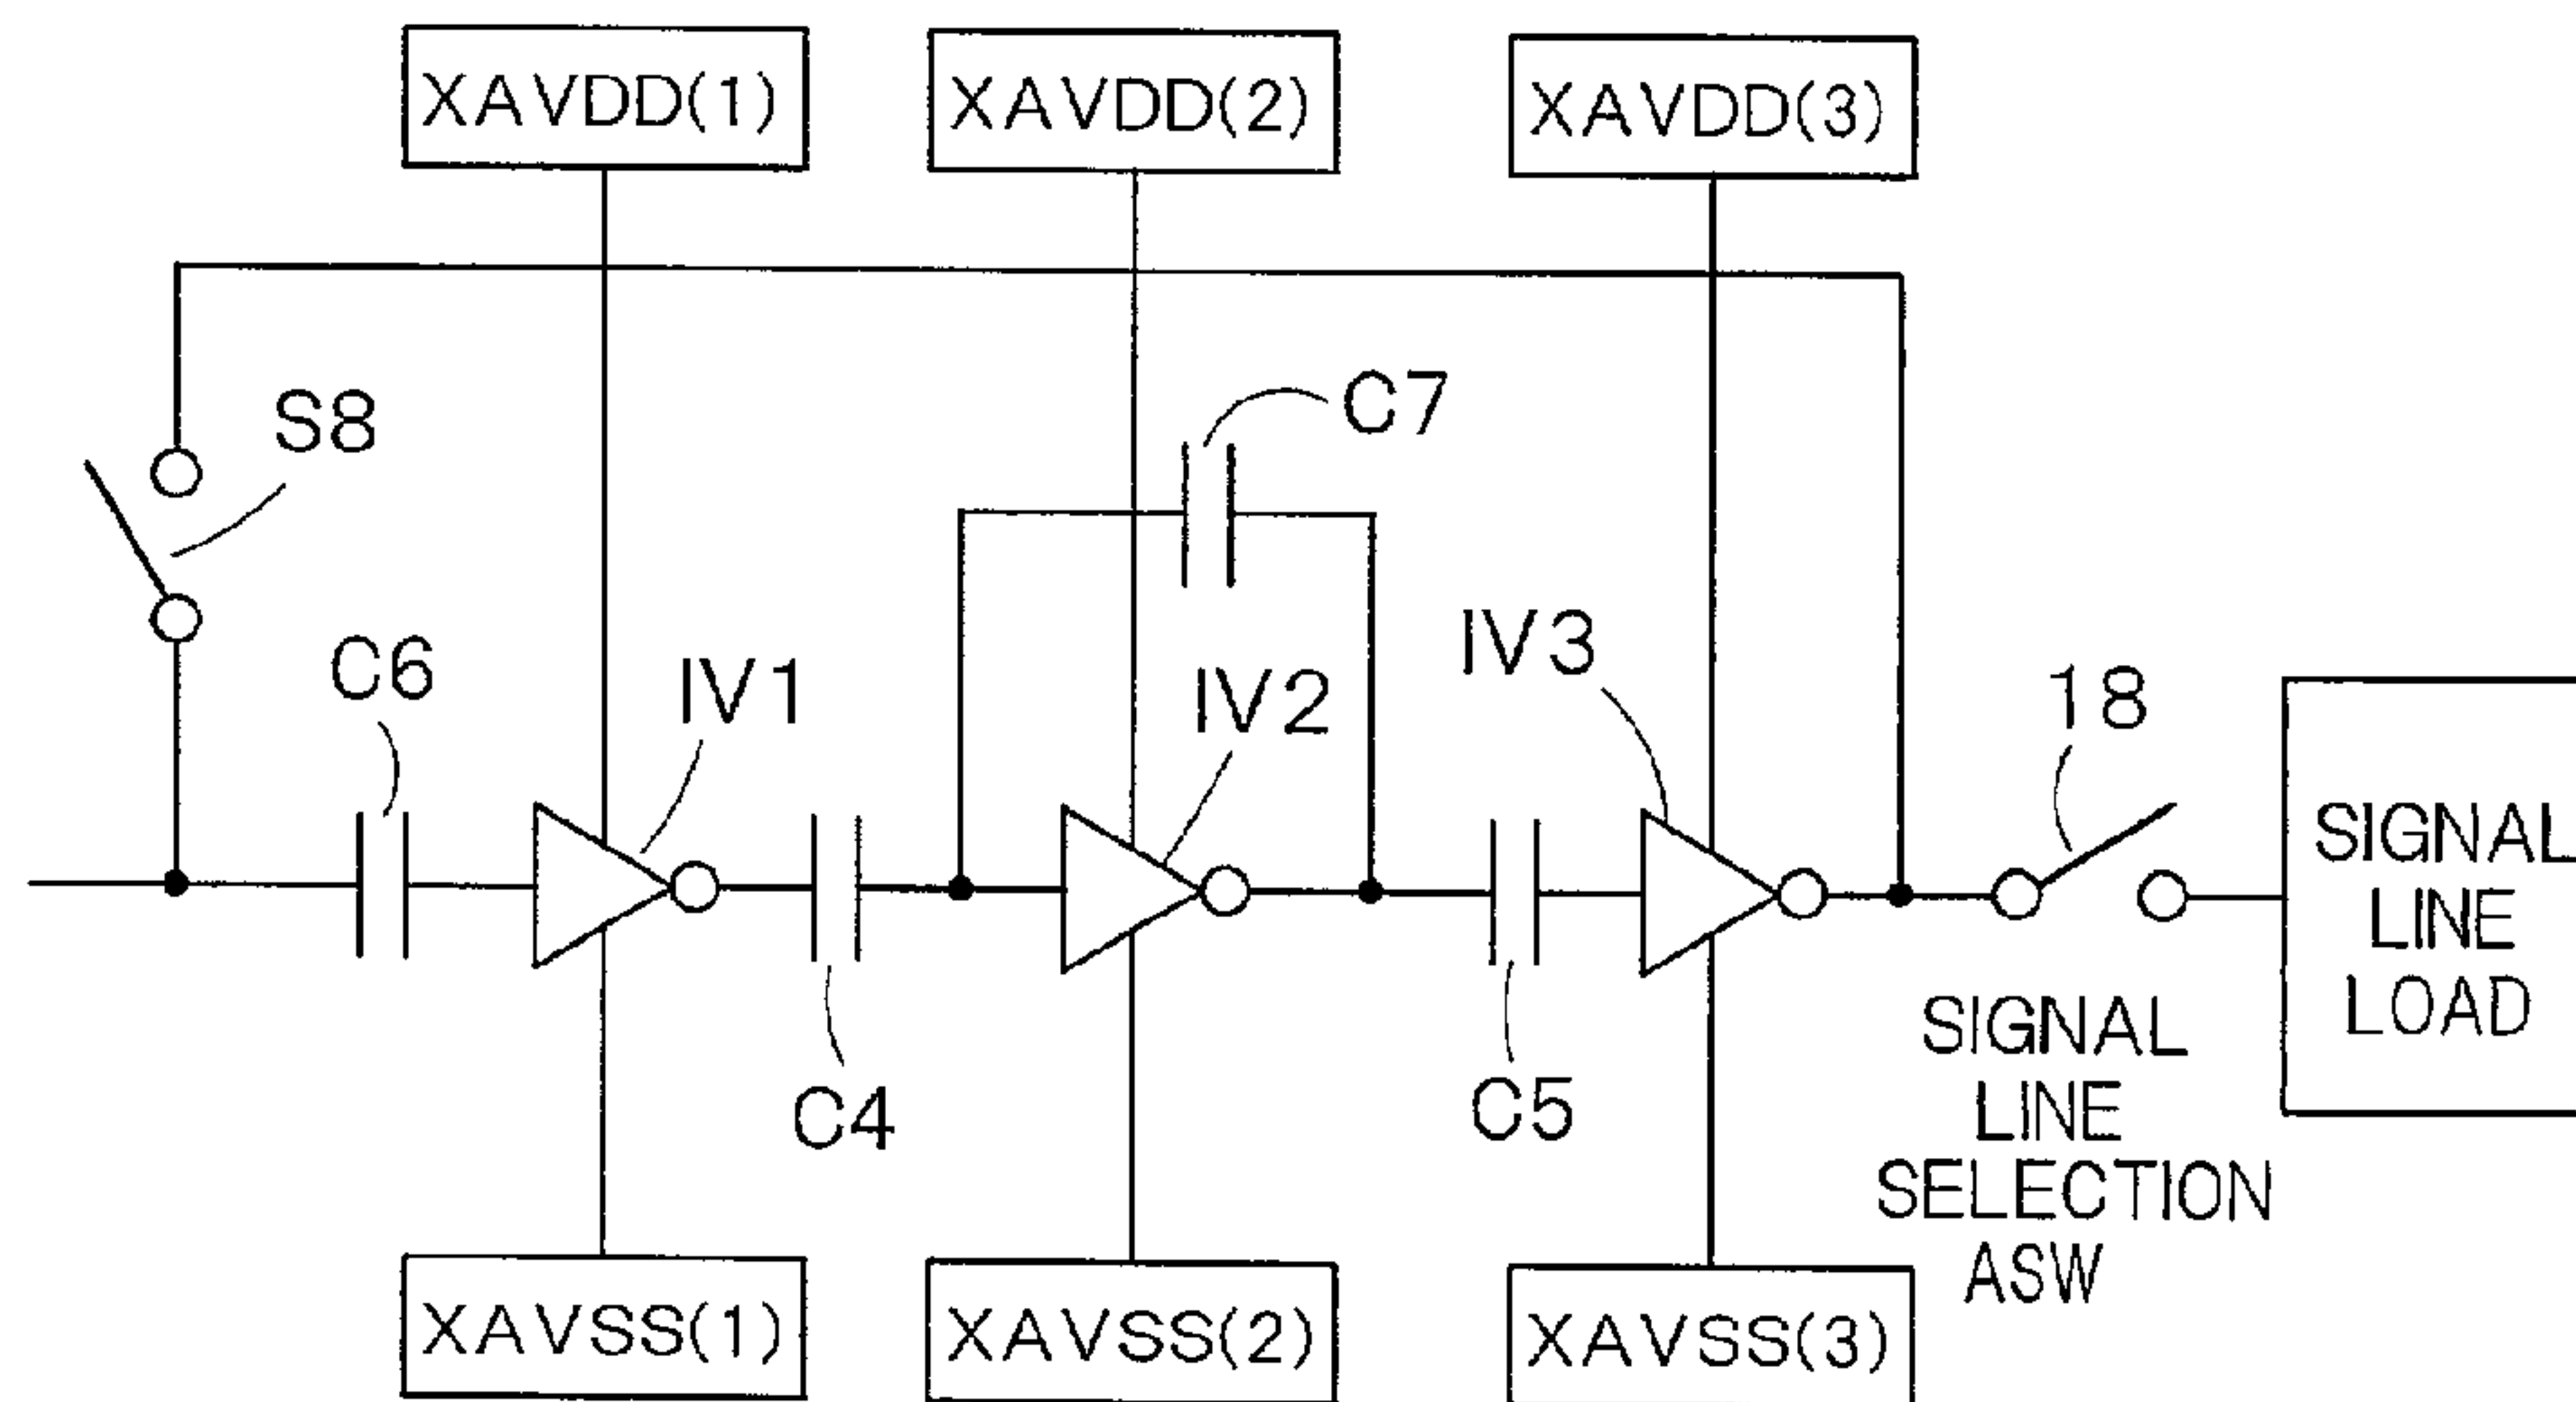 XAVDD(1)
XAVDD(2)
XAVDD(3)
S8
C7
C6
IV1
IV2
IV3
18
SIGNAL
LINE
LOAD
C4
C5
SIGNAL
LINE
SELECTION
ASW
XAVSS(1)
XAVSS(2)
XAVSS(3)